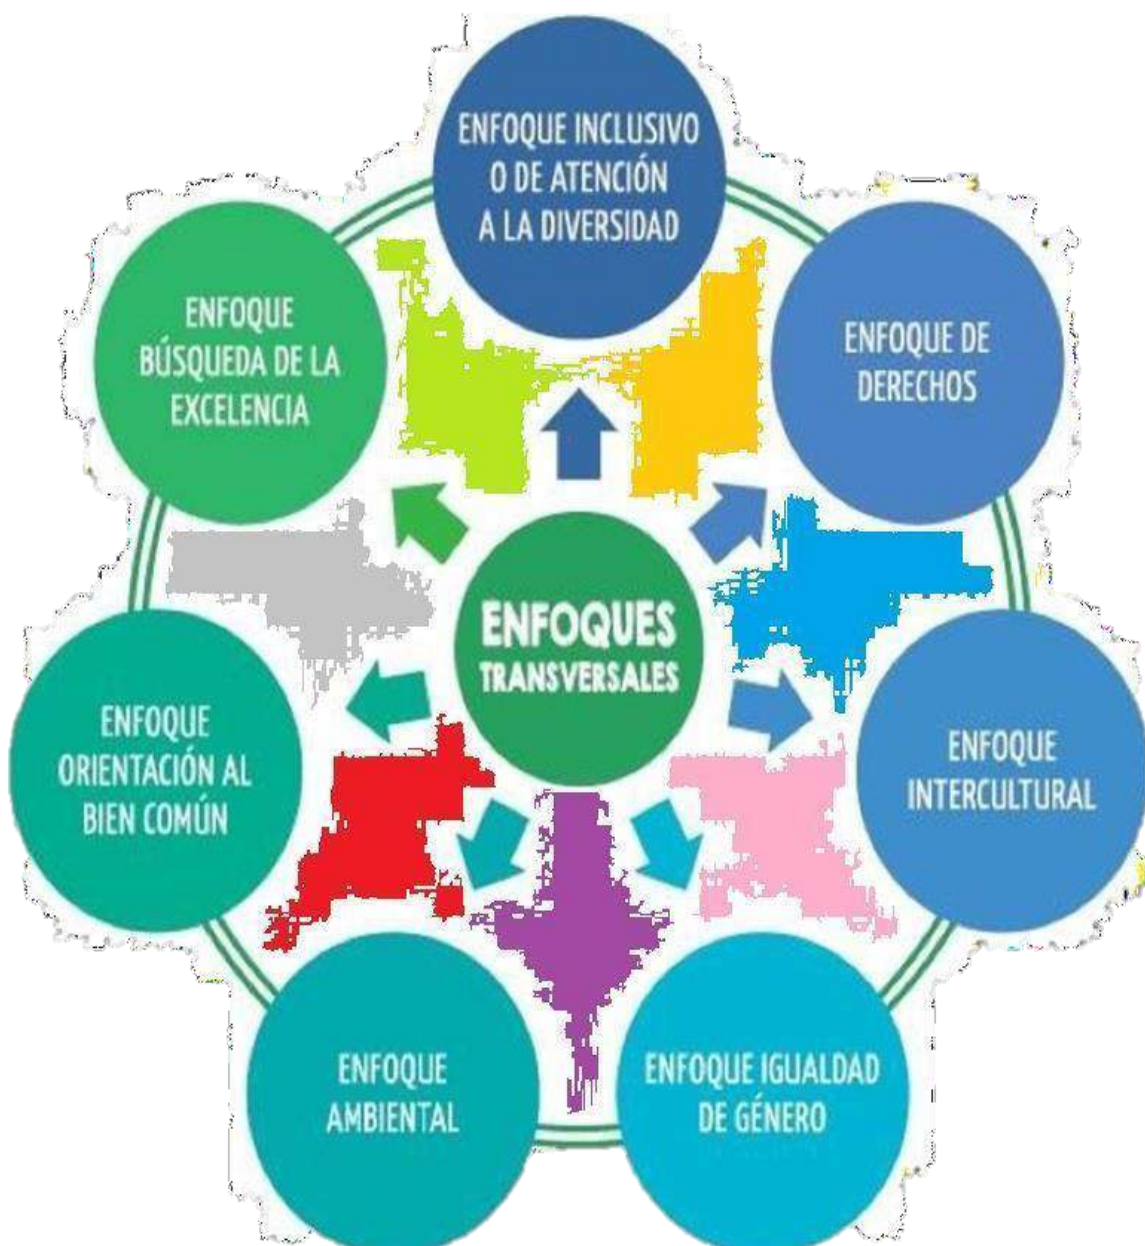 ENFOQUE INCLUSIVO
O DE ATENCIÓN
A LA DIVERSIDAD
ENFOQUE DE
DERECHOS
ENFOQUE
INTERCULTURAL
ENFOQUE IGUALDAD
DE GÉNERO
ENFOQUE
AMBIENTAL
ENFOQUE
ORIENTACIÓN AL
BIEN COMÚN
ENFOQUE
BÚSQUEDA DE LA
EXCELENCIA
ENFOQUES
TRANSVERSALES